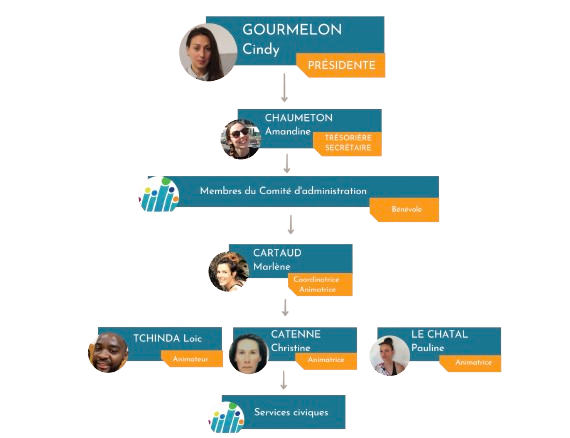 GOURMELON
Cindy
PRÉSIDENTE
CHAUMETON
Amandine
TRÉSORIÈRE
SECRÉTAIRE
Membres du Comité d'administration
Bénévole
CARTAUD
Marlène
Coordinatrice
Animatrice
TCHINDA Loïc
Animateur
CATENNE
Christine
Animatrice
LE CHATAL
Pauline
Animatrice
Services civiques